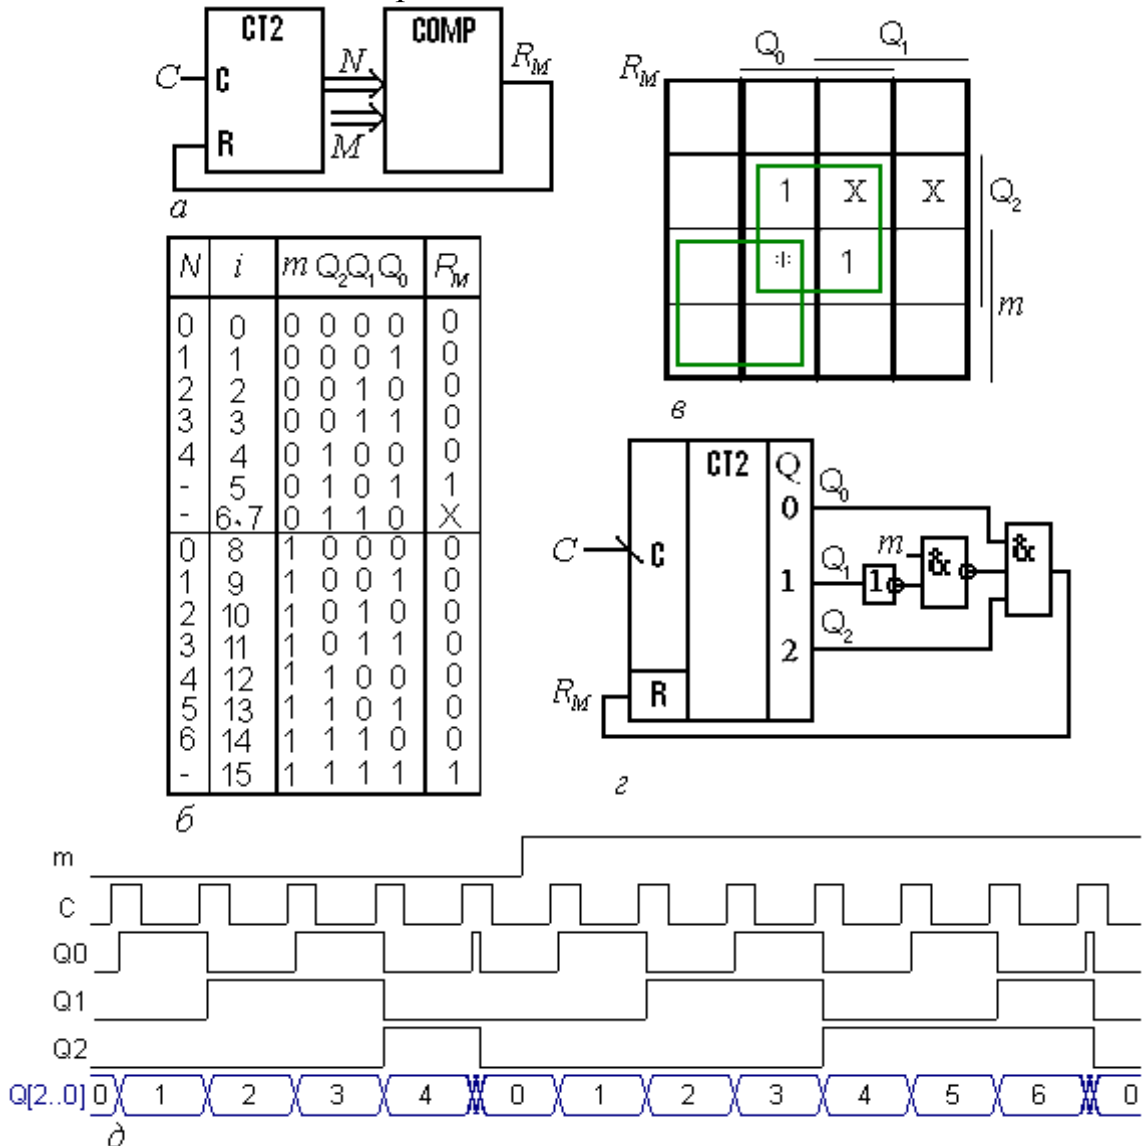 CT2
COMP
C
C
N
R_M
R
M
а
Q₀
Q₁
R_M
1 X X
Q₂
* 1
m
в
N i m Q₂Q₁Q₀ R_M
0 0 0 0 0 0 0
1 1 0 0 0 1 0
2 2 0 0 1 0 0
3 3 0 0 1 1 0
4 4 0 1 0 0 0
- 5 0 1 0 1 1
- 6,7 0 1 1 0 X
0 8 1 0 0 0 0
1 9 1 0 0 1 0
2 10 1 0 1 0 0
3 11 1 0 1 1 0
4 12 1 1 0 0 0
5 13 1 1 0 1 0
6 14 1 1 1 0 0
- 15 1 1 1 1 1
б
CT2
Q
Q₀
0
C
C
Q₁
1
m
1
&
&
Q₂
2
R_M
R
г
m
C
Q0
Q1
Q2
Q[2..0] 0 1 2 3 4 0 1 2 3 4 5 6 0
д